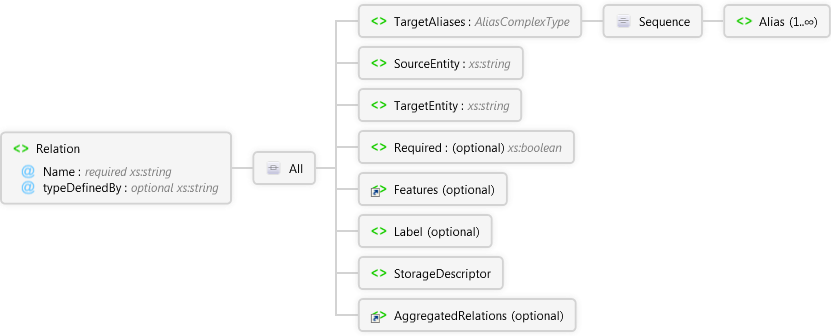 TargetAliases : AliasComplexType
Sequence
Alias (1..∞)
SourceEntity : xs:string
TargetEntity : xs:string
Relation
Name : required xs:string
typeDefinedBy : optional xs:string
All
Required : (optional) xs:boolean
Features (optional)
Label (optional)
StorageDescriptor
AggregatedRelations (optional)